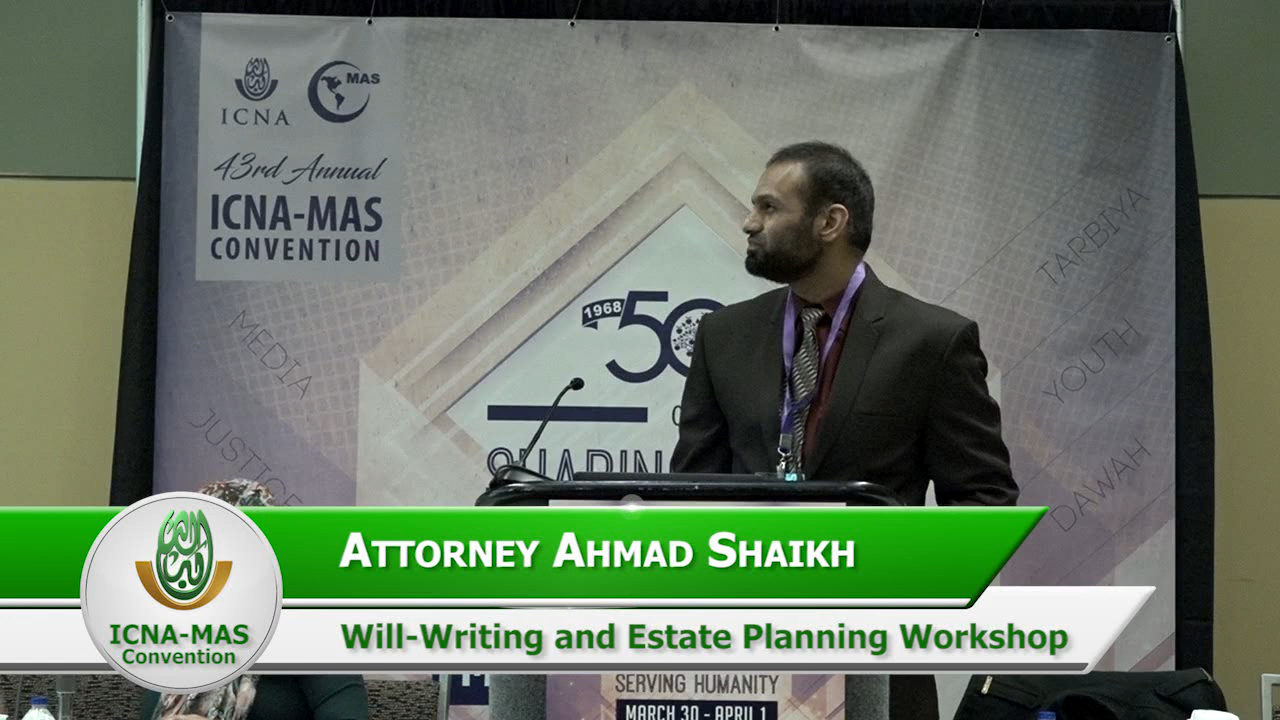 ICNA
MAS
43rd Annual
ICNA-MAS
CONVENTION
1968
50
MEDIA
JUSTICE
TARBIYA
YOUTH
DAWAH
ATTORNEY AHMAD SHAIKH
Will-Writing and Estate Planning Workshop
ICNA-MAS
Convention
SERVING HUMANITY
MARCH 30 - APRIL 1